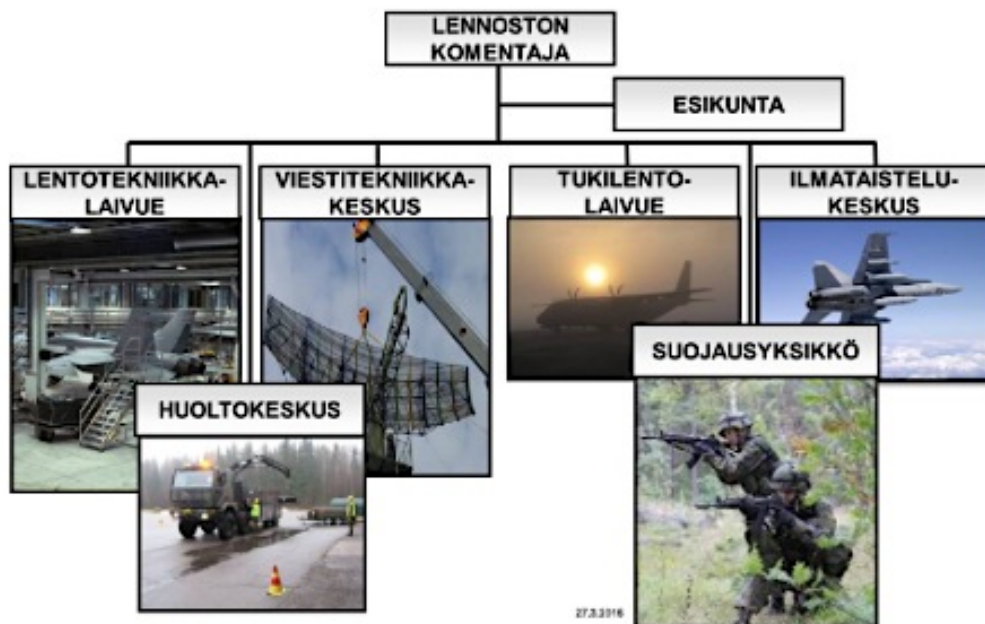 LENNOSTON
KOMENTAJA
ESIKUNTA
LENTOTEKNIIKKA-
LAIVUE
VIESTITEKNIIKKA-
KESKUS
TUKILENTO-
LAIVUE
ILMATAISTELU-
KESKUS
HUOLTOKESKUS
SUOJAUSYKSIKKÖ
27.3.2016